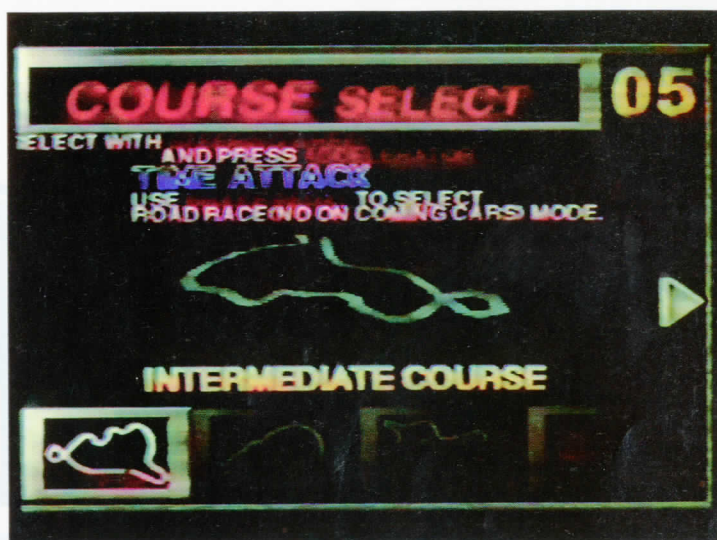 COURSE SELECT
05
SELECT WITH
AND PRESS
TIME ATTACK
USE TO SELECT
ROAD RACE(NO ON COMING CARS) MODE.
INTERMEDIATE COURSE